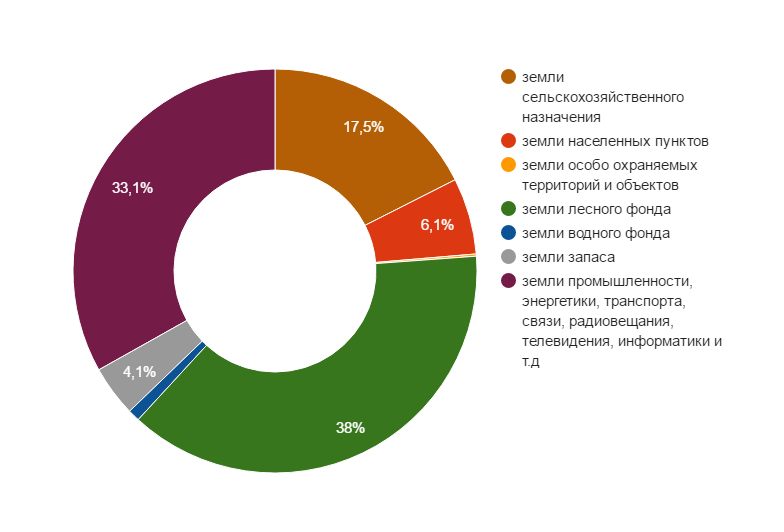 17,5%
6,1%
38%
4,1%
33,1%
земли
сельскохозяйственного
назначения
земли населенных пунктов
земли особо охраняемых
территорий и объектов
земли лесного фонда
земли водного фонда
земли запаса
земли промышленности,
энергетики, транспорта,
связи, радиовещания,
телевидения, информатики и
т.д